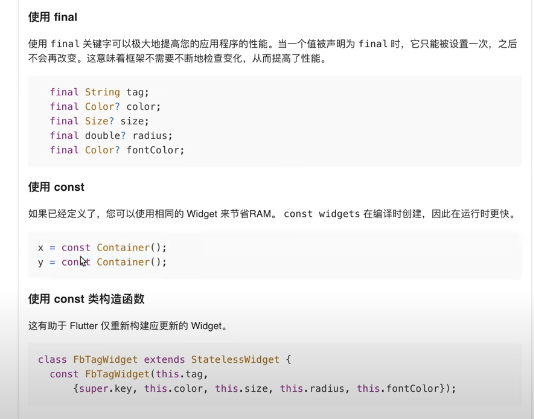 使用 final
使用 final 关键字可以极大地提高您的应用程序的性能。当一个值被声明为 final 时，它只能被设置一次，之后
不会再改变。这意味着框架不需要不断地检查变化，从而提高了性能。
final String tag;
final Color? color;
final Size? size;
final double? radius;
final Color? fontColor;
使用 const
如果已经定义了，您可以使用相同的 Widget 来节省RAM。 const widgets 在编译时创建，因此在运行时更快。
x = const Container();
y = const Container();
使用 const 类构造函数
这有助于 Flutter 仅重新构建应更新的 Widget。
class FbTagWidget extends StatelessWidget {
const FbTagWidget(this.tag,
{super.key, this.color, this.size, this.radius, this.fontColor});